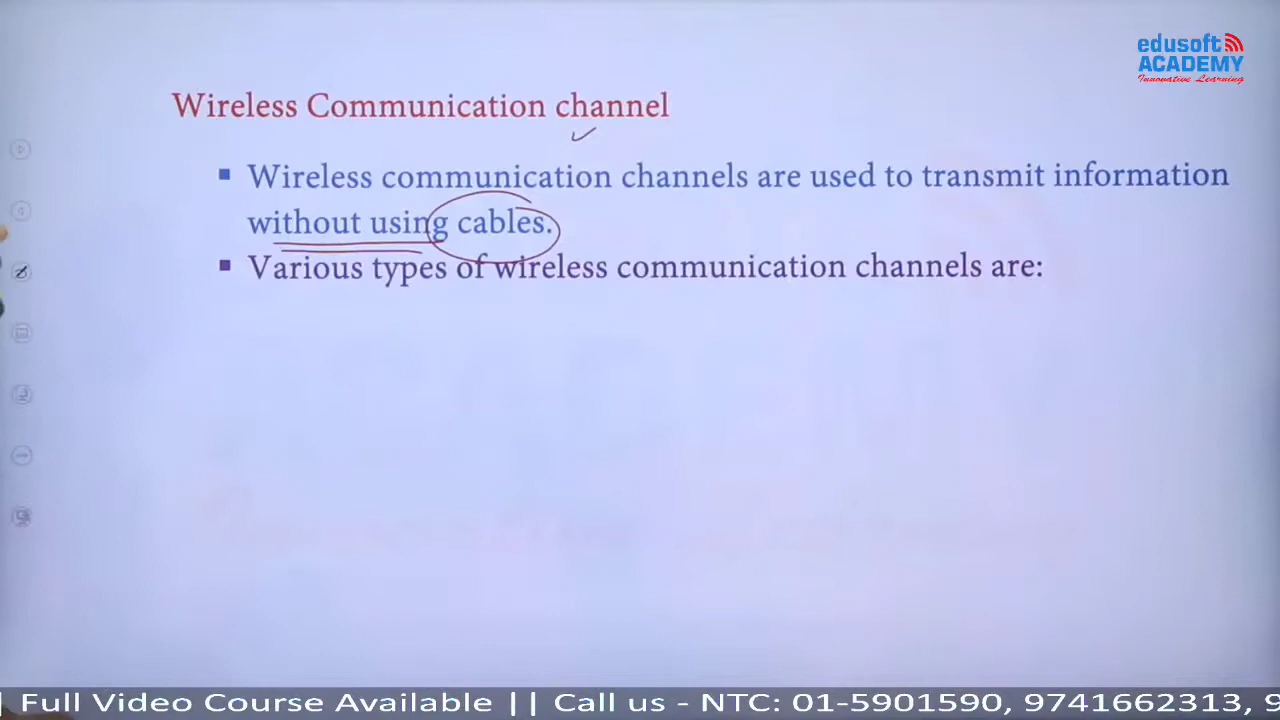 edusoft
ACADEMY
Innovative Learning
Wireless Communication channel
▪ Wireless communication channels are used to transmit information
without using cables.
▪ Various types of wireless communication channels are:
| Full Video Course Available || Call us - NTC: 01-5901590, 9741662313, 9